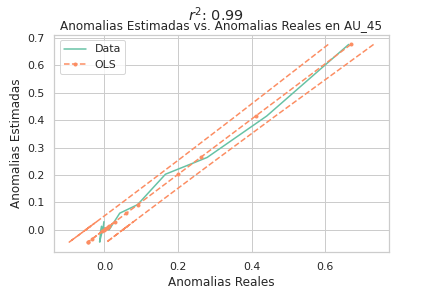 r²: 0.99
Anomalias Estimadas vs. Anomalias Reales en AU_45
Data
OLS
0.7
0.6
0.5
0.4
0.3
0.2
0.1
0.0
Anomalias Estimadas
0.0 0.2 0.4 0.6
Anomalas Reales